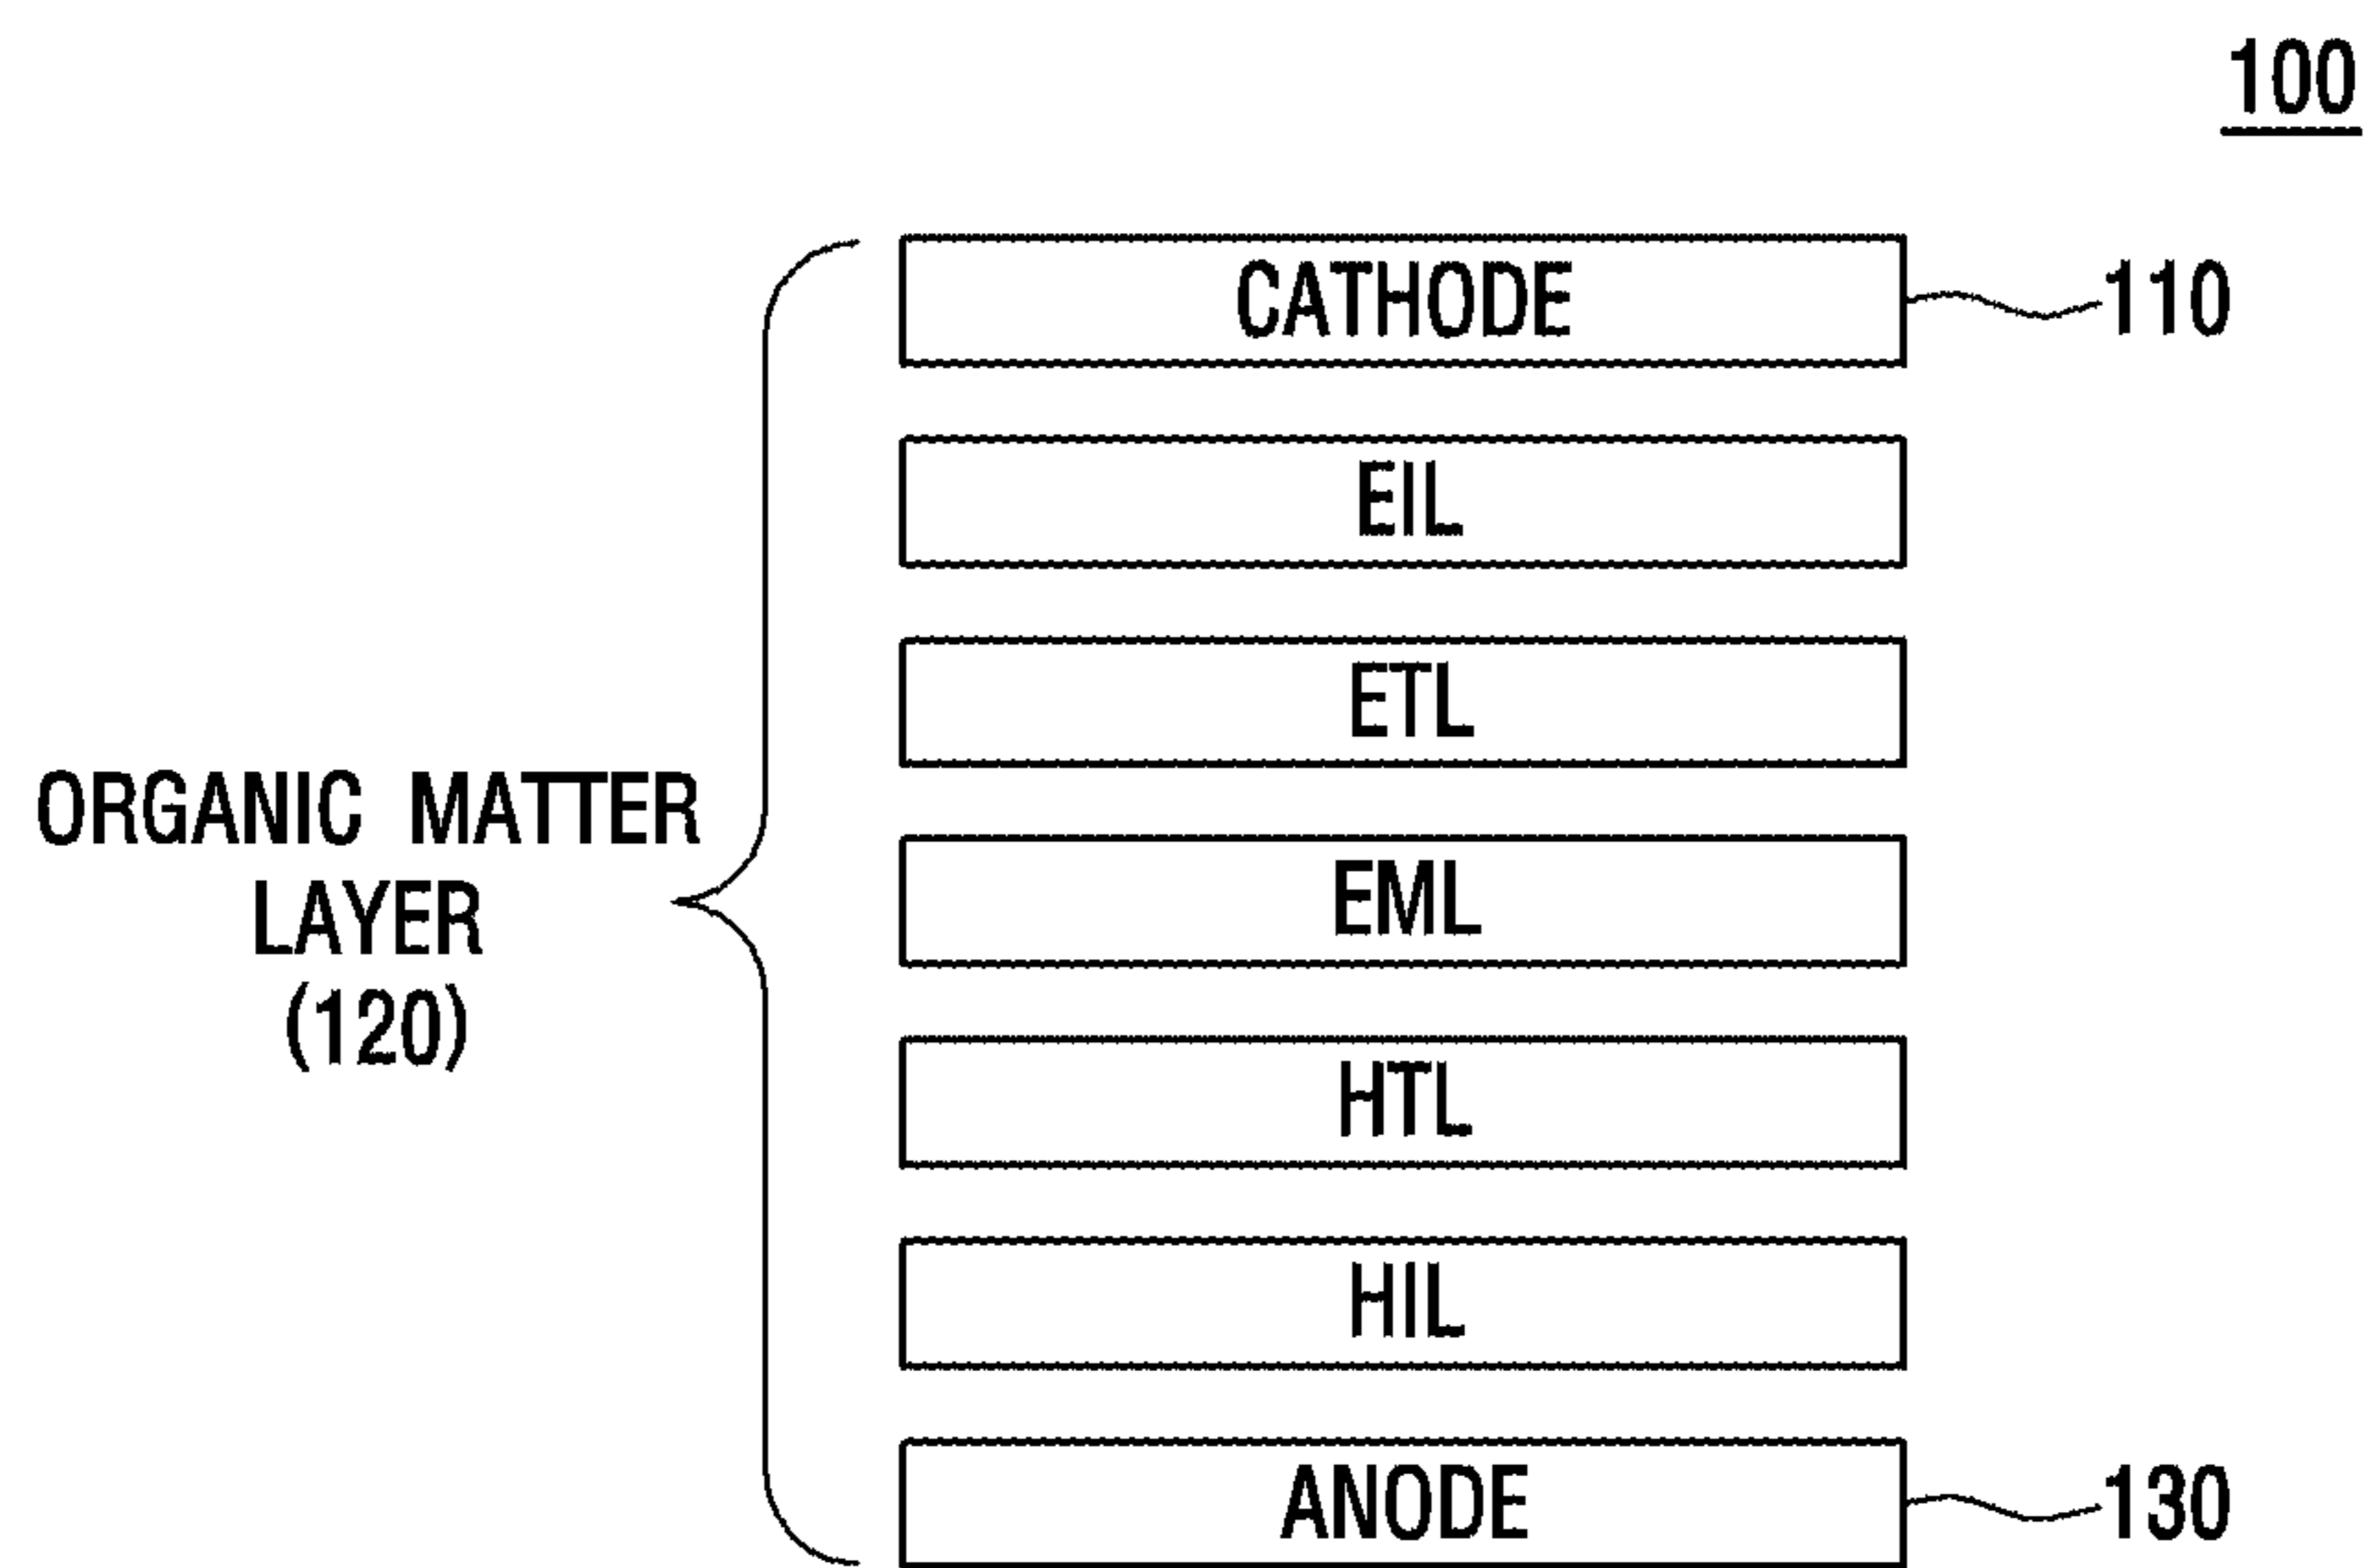 100
CATHODE
110
EIL
ETL
ORGANIC MATTER
LAYER
(120)
EML
HTL
HIL
ANODE
130